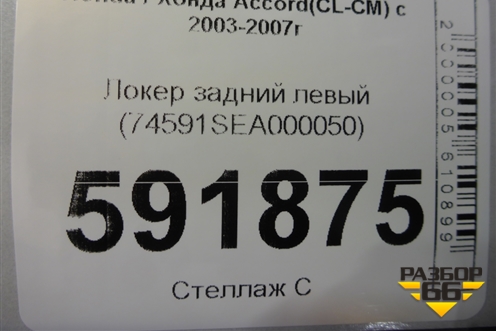 Хонда Accord(CL-CM) с
2003-2007г
Локер задний левый
(74591SEA000050)
591875
Стеллаж С
2000005610899
РАЗБОР
66